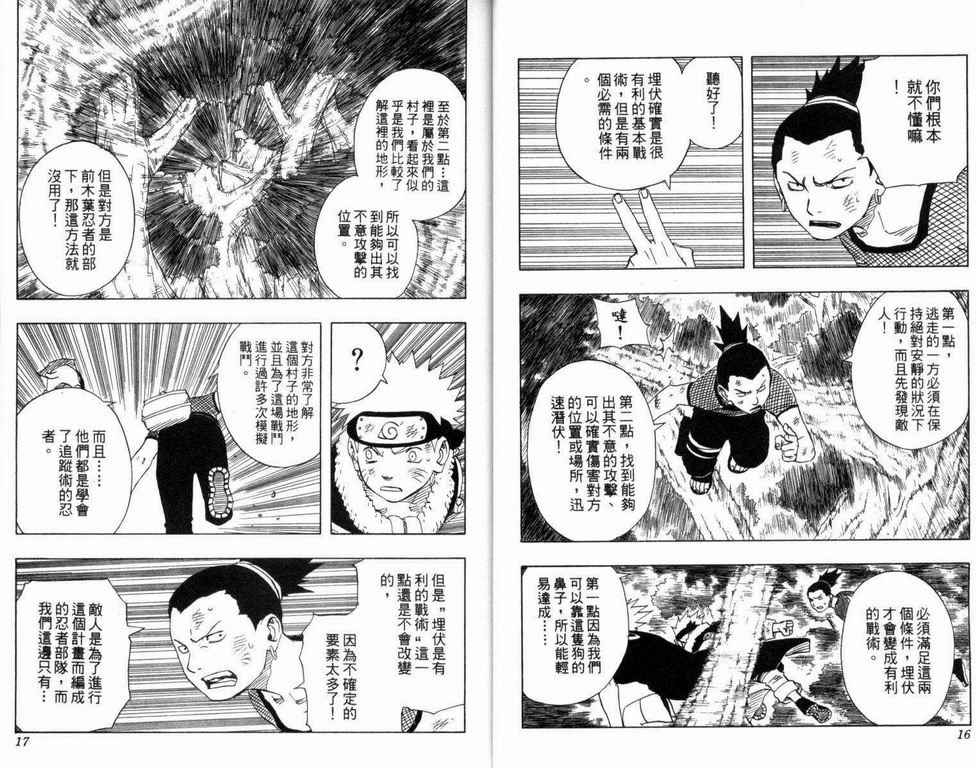 你們根本
就不懂嘛
！
聽好了！
埋伏確實是很
有利的基本戰
術，但是有兩
個必需的條件
第一點，
逃走的一方必須在保
持絕對安靜的狀況下
行動，而且先發現敵
人！
噠！
第二點，找到能夠
出其不意的攻擊、
可以確實傷害對方
的位置或場所，迅
速潛伏！
必須滿足這兩
個條件，埋伏
才會變成有利
的戰術。
第一點因為我們
可以靠這隻狗的
鼻子，所以能輕
易達成……
16
至於第二點…這
裡是屬於我們的
村子，看起來似
乎是我們比較了
解這裡的地形，
所以可以找
到能夠出其
不意攻擊的
位置。
但是對方是
前木葉忍者的部
下，那這方法就
沒用了！
？
對方非常了解
這個村子的地形，
並且為了這場戰鬥
進行過許多次模擬
戰鬥。
而且……
他們都是學會
了追蹤術的忍
者。
但是〝埋伏是有
利的戰術〞這一
點還是不會改變
的，
因為不確定的
要素太多了！
敵人是為了進行
這個計畫而編成
的忍者部隊，而
我們這邊只有…
17